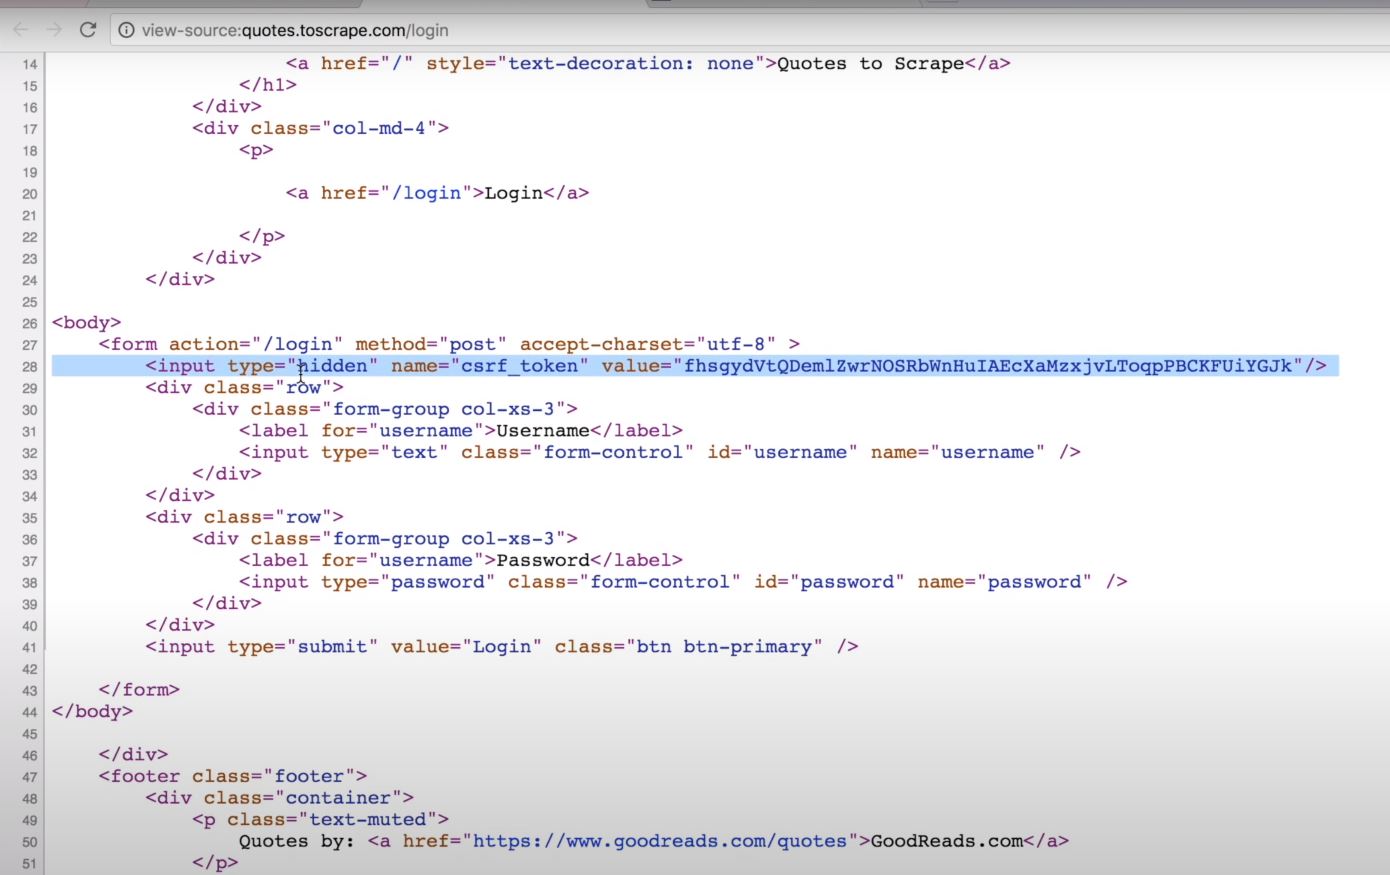 view-source:quotes.toscrape.com/login
14 <a href="/" style="text-decoration: none">Quotes to Scrape</a>
15 </h1>
16 </div>
17 <div class="col-md-4">
18 <p>
19
20 <a href="/login">Login</a>
21
22 </p>
23 </div>
24 </div>
25
26 <body>
27 <form action="/login" method="post" accept-charset="utf-8" >
28 <input type="hidden" name="csrf_token" value="fhsgydVtQDemlZwrNOSRbWnHuIAEcXaMzxjvLToqpPBCKFUiYGJk"/>
29 <div class="row">
30 <div class="form-group col-xs-3">
31 <label for="username">Username</label>
32 <input type="text" class="form-control" id="username" name="username" />
33 </div>
34 </div>
35 <div class="row">
36 <div class="form-group col-xs-3">
37 <label for="username">Password</label>
38 <input type="password" class="form-control" id="password" name="password" />
39 </div>
40 </div>
41 <input type="submit" value="Login" class="btn btn-primary" />
42
43 </form>
44 </body>
45
46 </div>
47 <footer class="footer">
48 <div class="container">
49 <p class="text-muted">
50 Quotes by: <a href="https://www.goodreads.com/quotes">GoodReads.com</a>
51 </p>